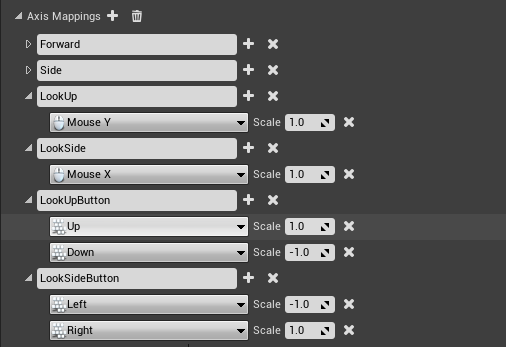 Axis Mappings
Forward
Side
LookUp
Mouse Y Scale 1.0
LookSide
Mouse X Scale 1.0
LookUpButton
Up Scale 1.0
Down Scale -1.0
LookSideButton
Left Scale -1.0
Right Scale 1.0